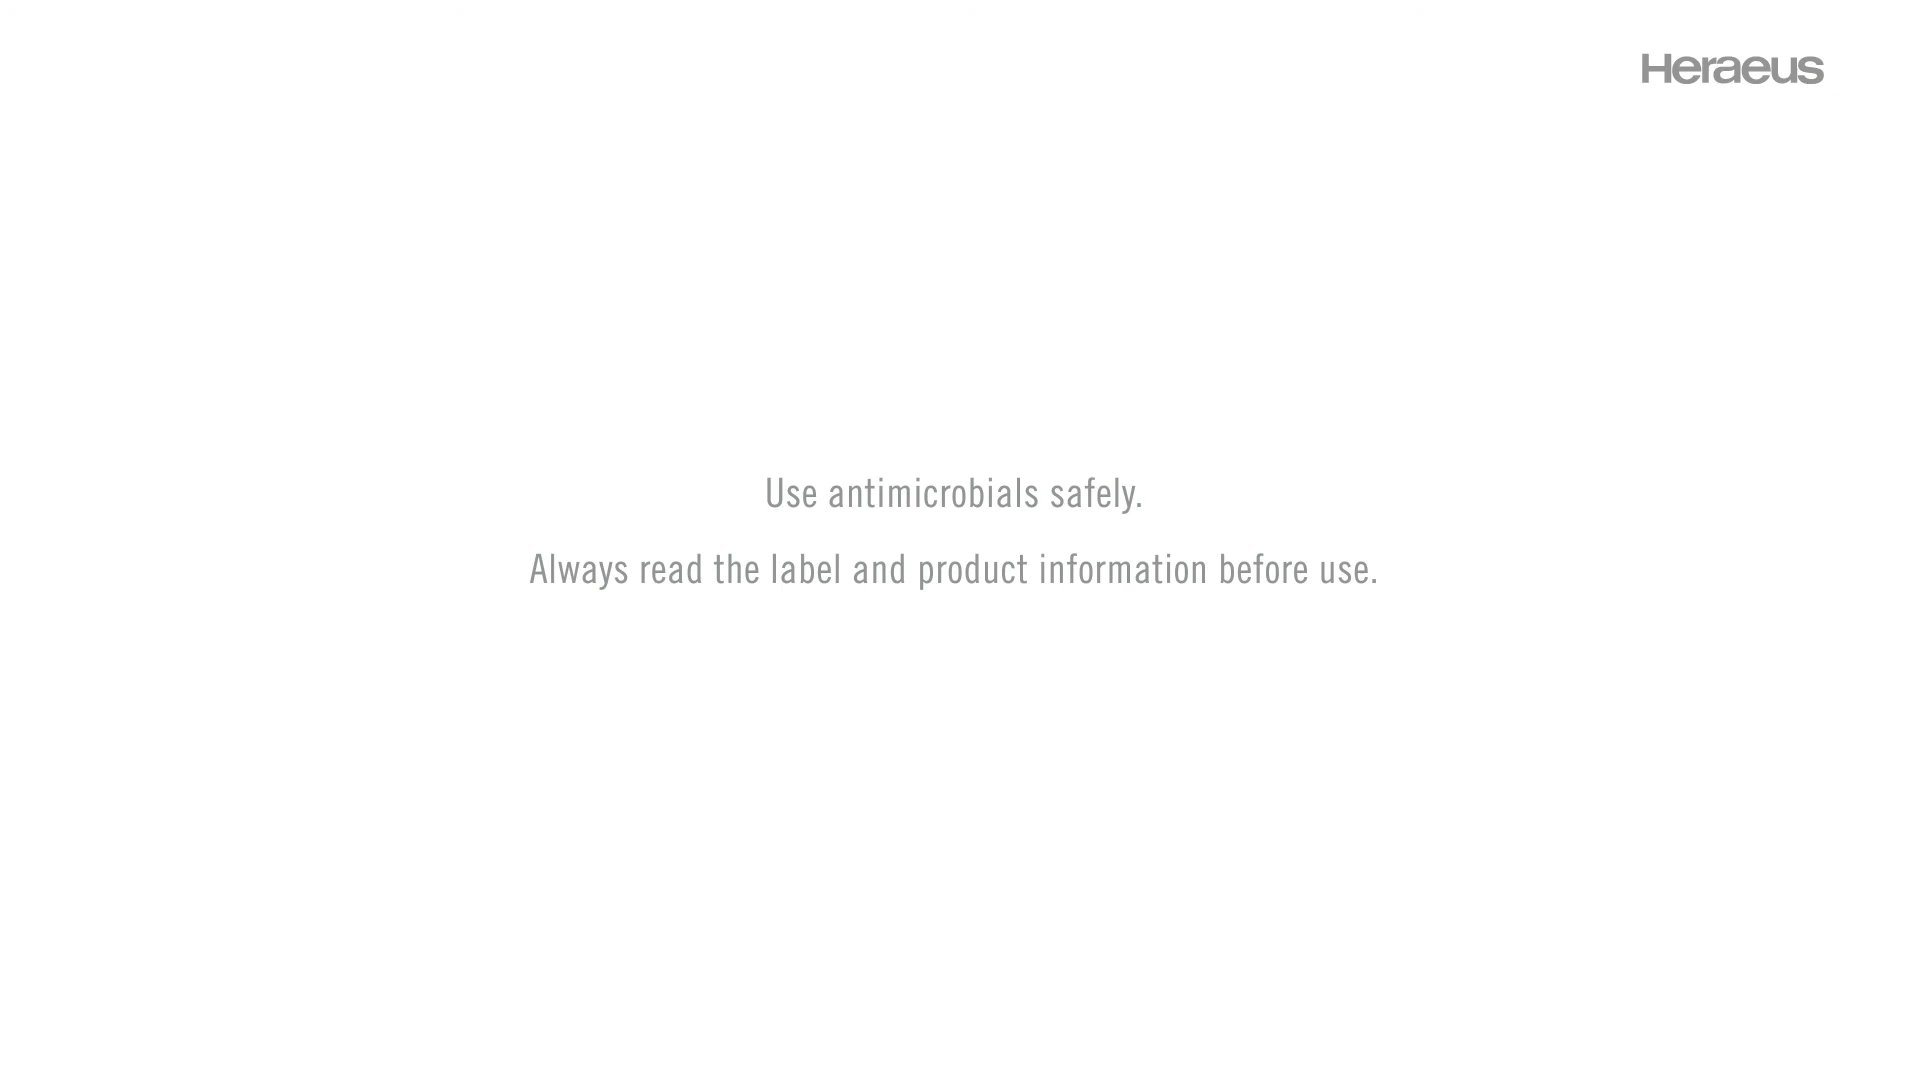 Heraeus
Use antimicrobials safely.
Always read the label and product information before use.